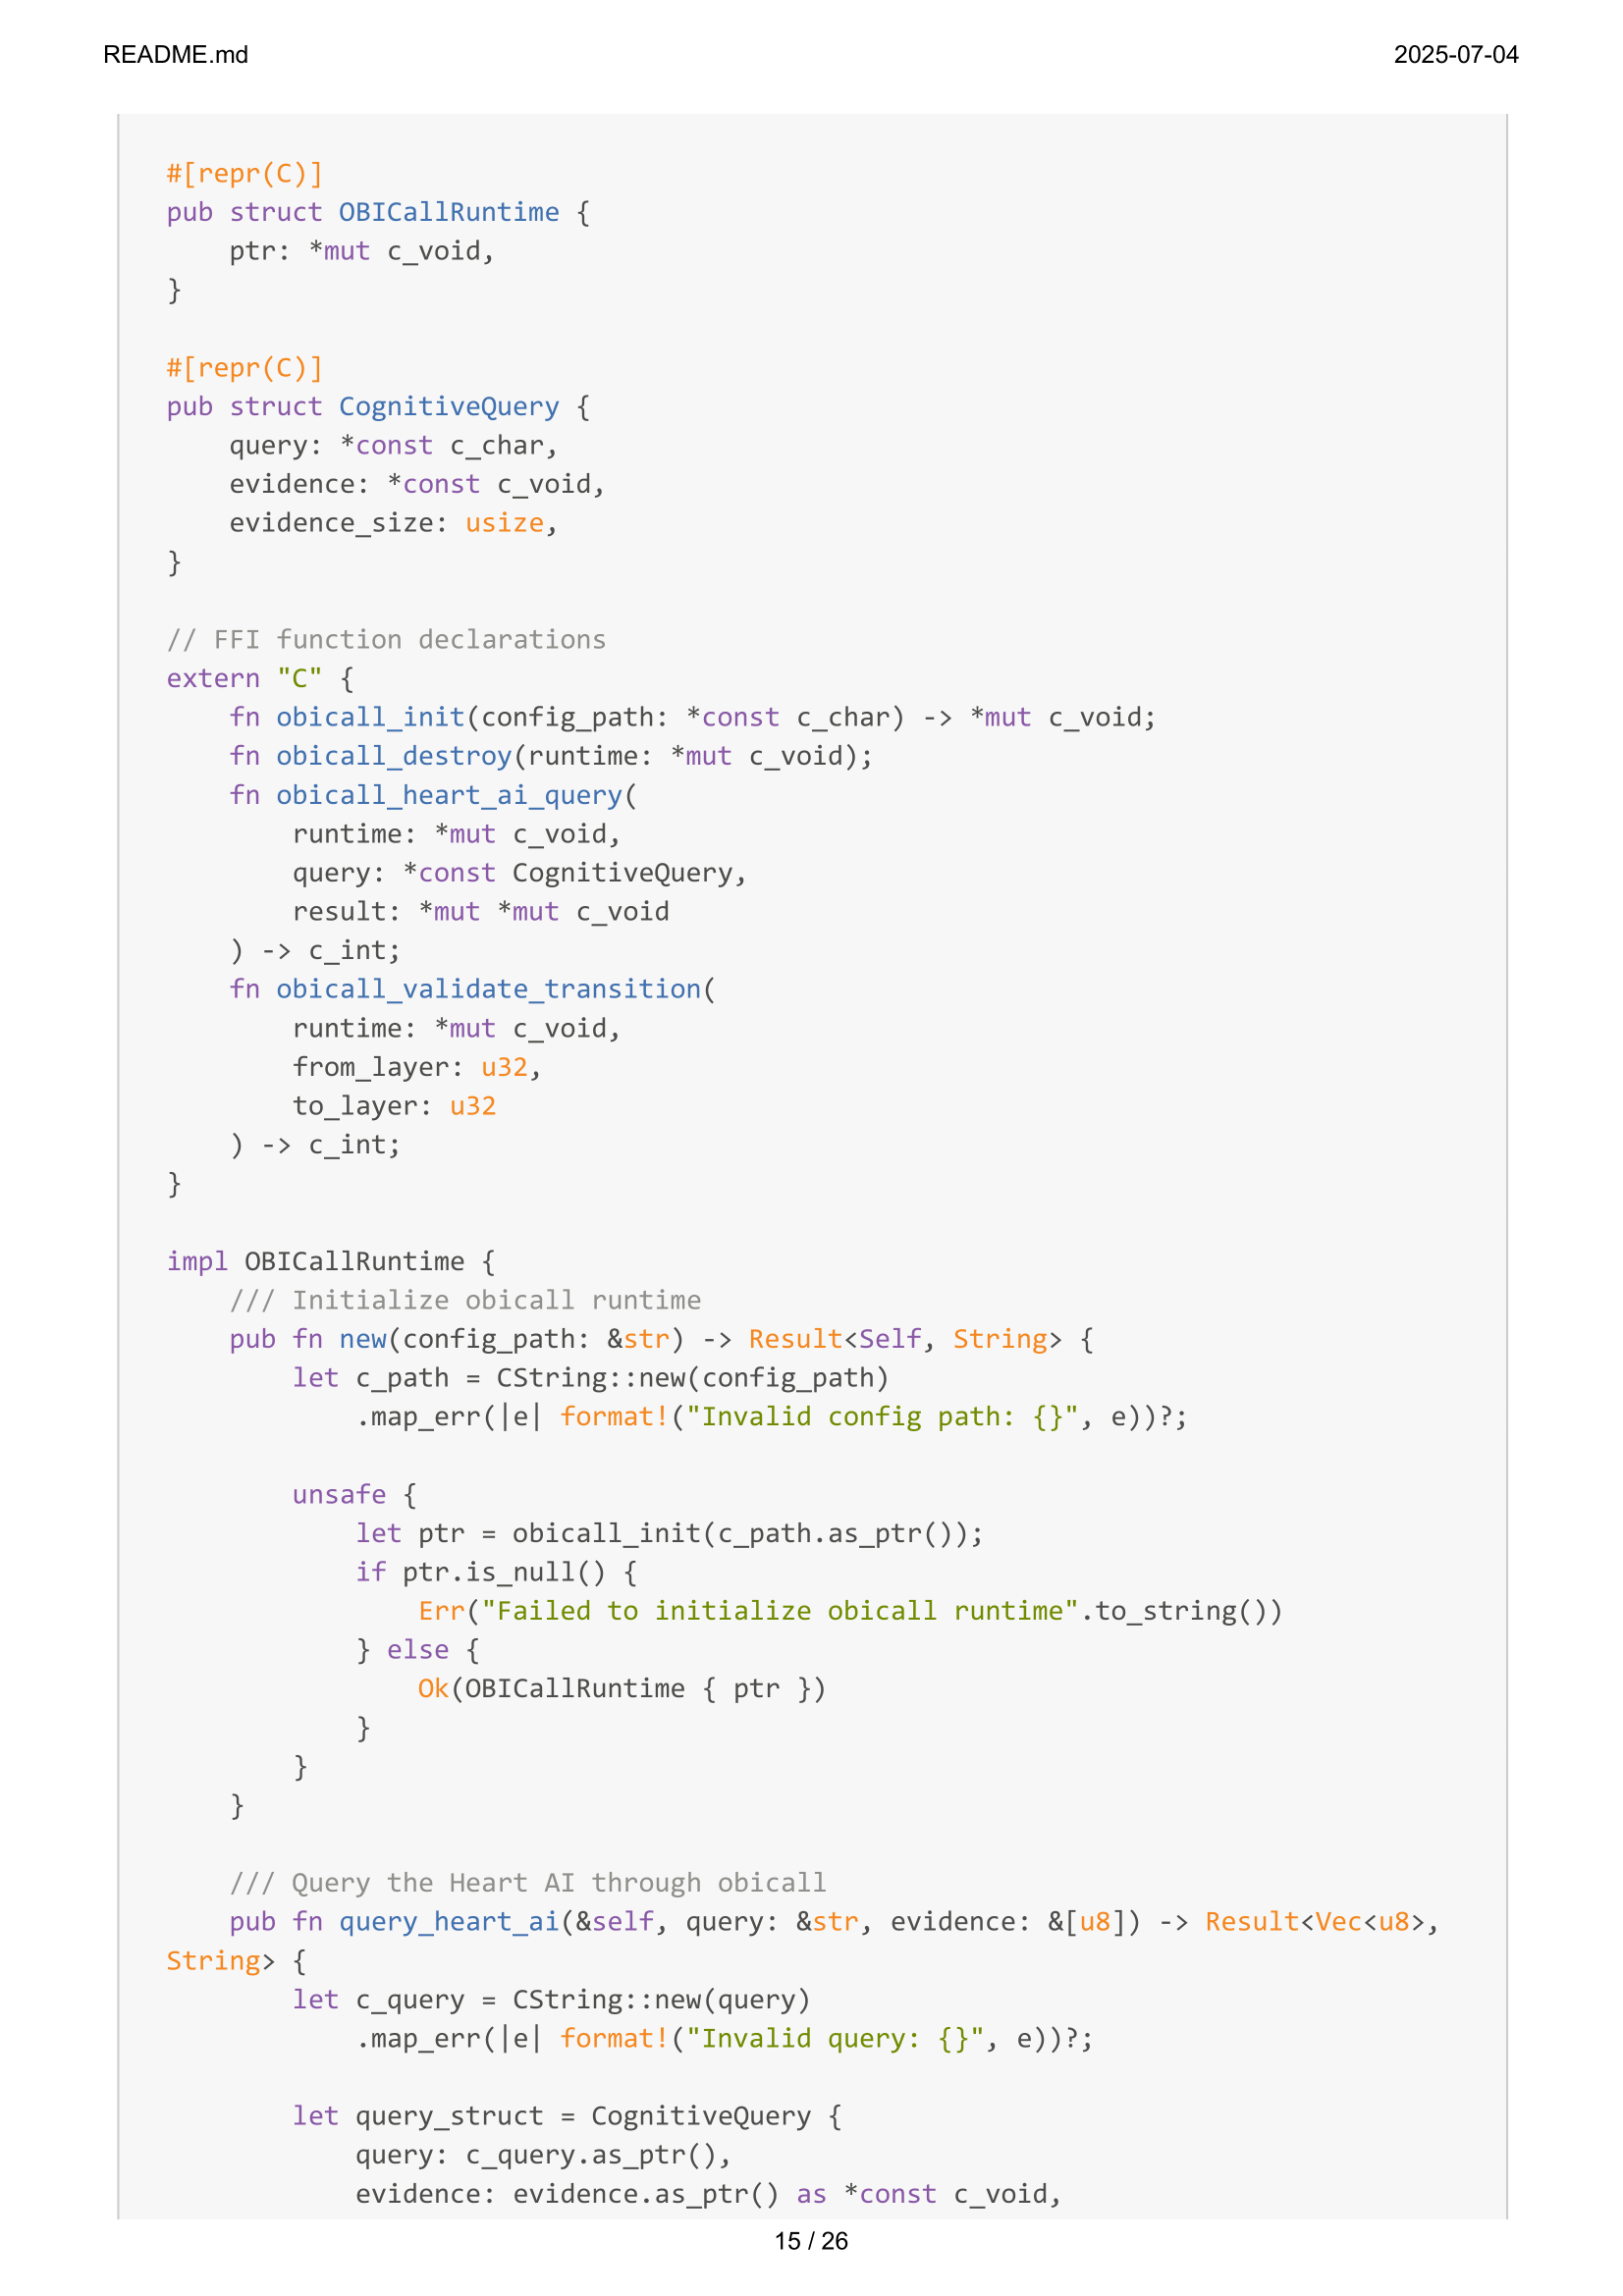 README.md 2025-07-04
#[repr(C)]
pub struct OBICallRuntime {
    ptr: *mut c_void,
}

#[repr(C)]
pub struct CognitiveQuery {
    query: *const c_char,
    evidence: *const c_void,
    evidence_size: usize,
}

// FFI function declarations
extern "C" {
    fn obicall_init(config_path: *const c_char) -> *mut c_void;
    fn obicall_destroy(runtime: *mut c_void);
    fn obicall_heart_ai_query(
        runtime: *mut c_void,
        query: *const CognitiveQuery,
        result: *mut *mut c_void
    ) -> c_int;
    fn obicall_validate_transition(
        runtime: *mut c_void,
        from_layer: u32,
        to_layer: u32
    ) -> c_int;
}

impl OBICallRuntime {
    /// Initialize obicall runtime
    pub fn new(config_path: &str) -> Result<Self, String> {
        let c_path = CString::new(config_path)
            .map_err(|e| format!("Invalid config path: {}", e))?;

        unsafe {
            let ptr = obicall_init(c_path.as_ptr());
            if ptr.is_null() {
                Err("Failed to initialize obicall runtime".to_string())
            } else {
                Ok(OBICallRuntime { ptr })
            }
        }
    }

    /// Query the Heart AI through obicall
    pub fn query_heart_ai(&self, query: &str, evidence: &[u8]) -> Result<Vec<u8>,
String> {
        let c_query = CString::new(query)
            .map_err(|e| format!("Invalid query: {}", e))?;

        let query_struct = CognitiveQuery {
            query: c_query.as_ptr(),
            evidence: evidence.as_ptr() as *const c_void,
15 / 26